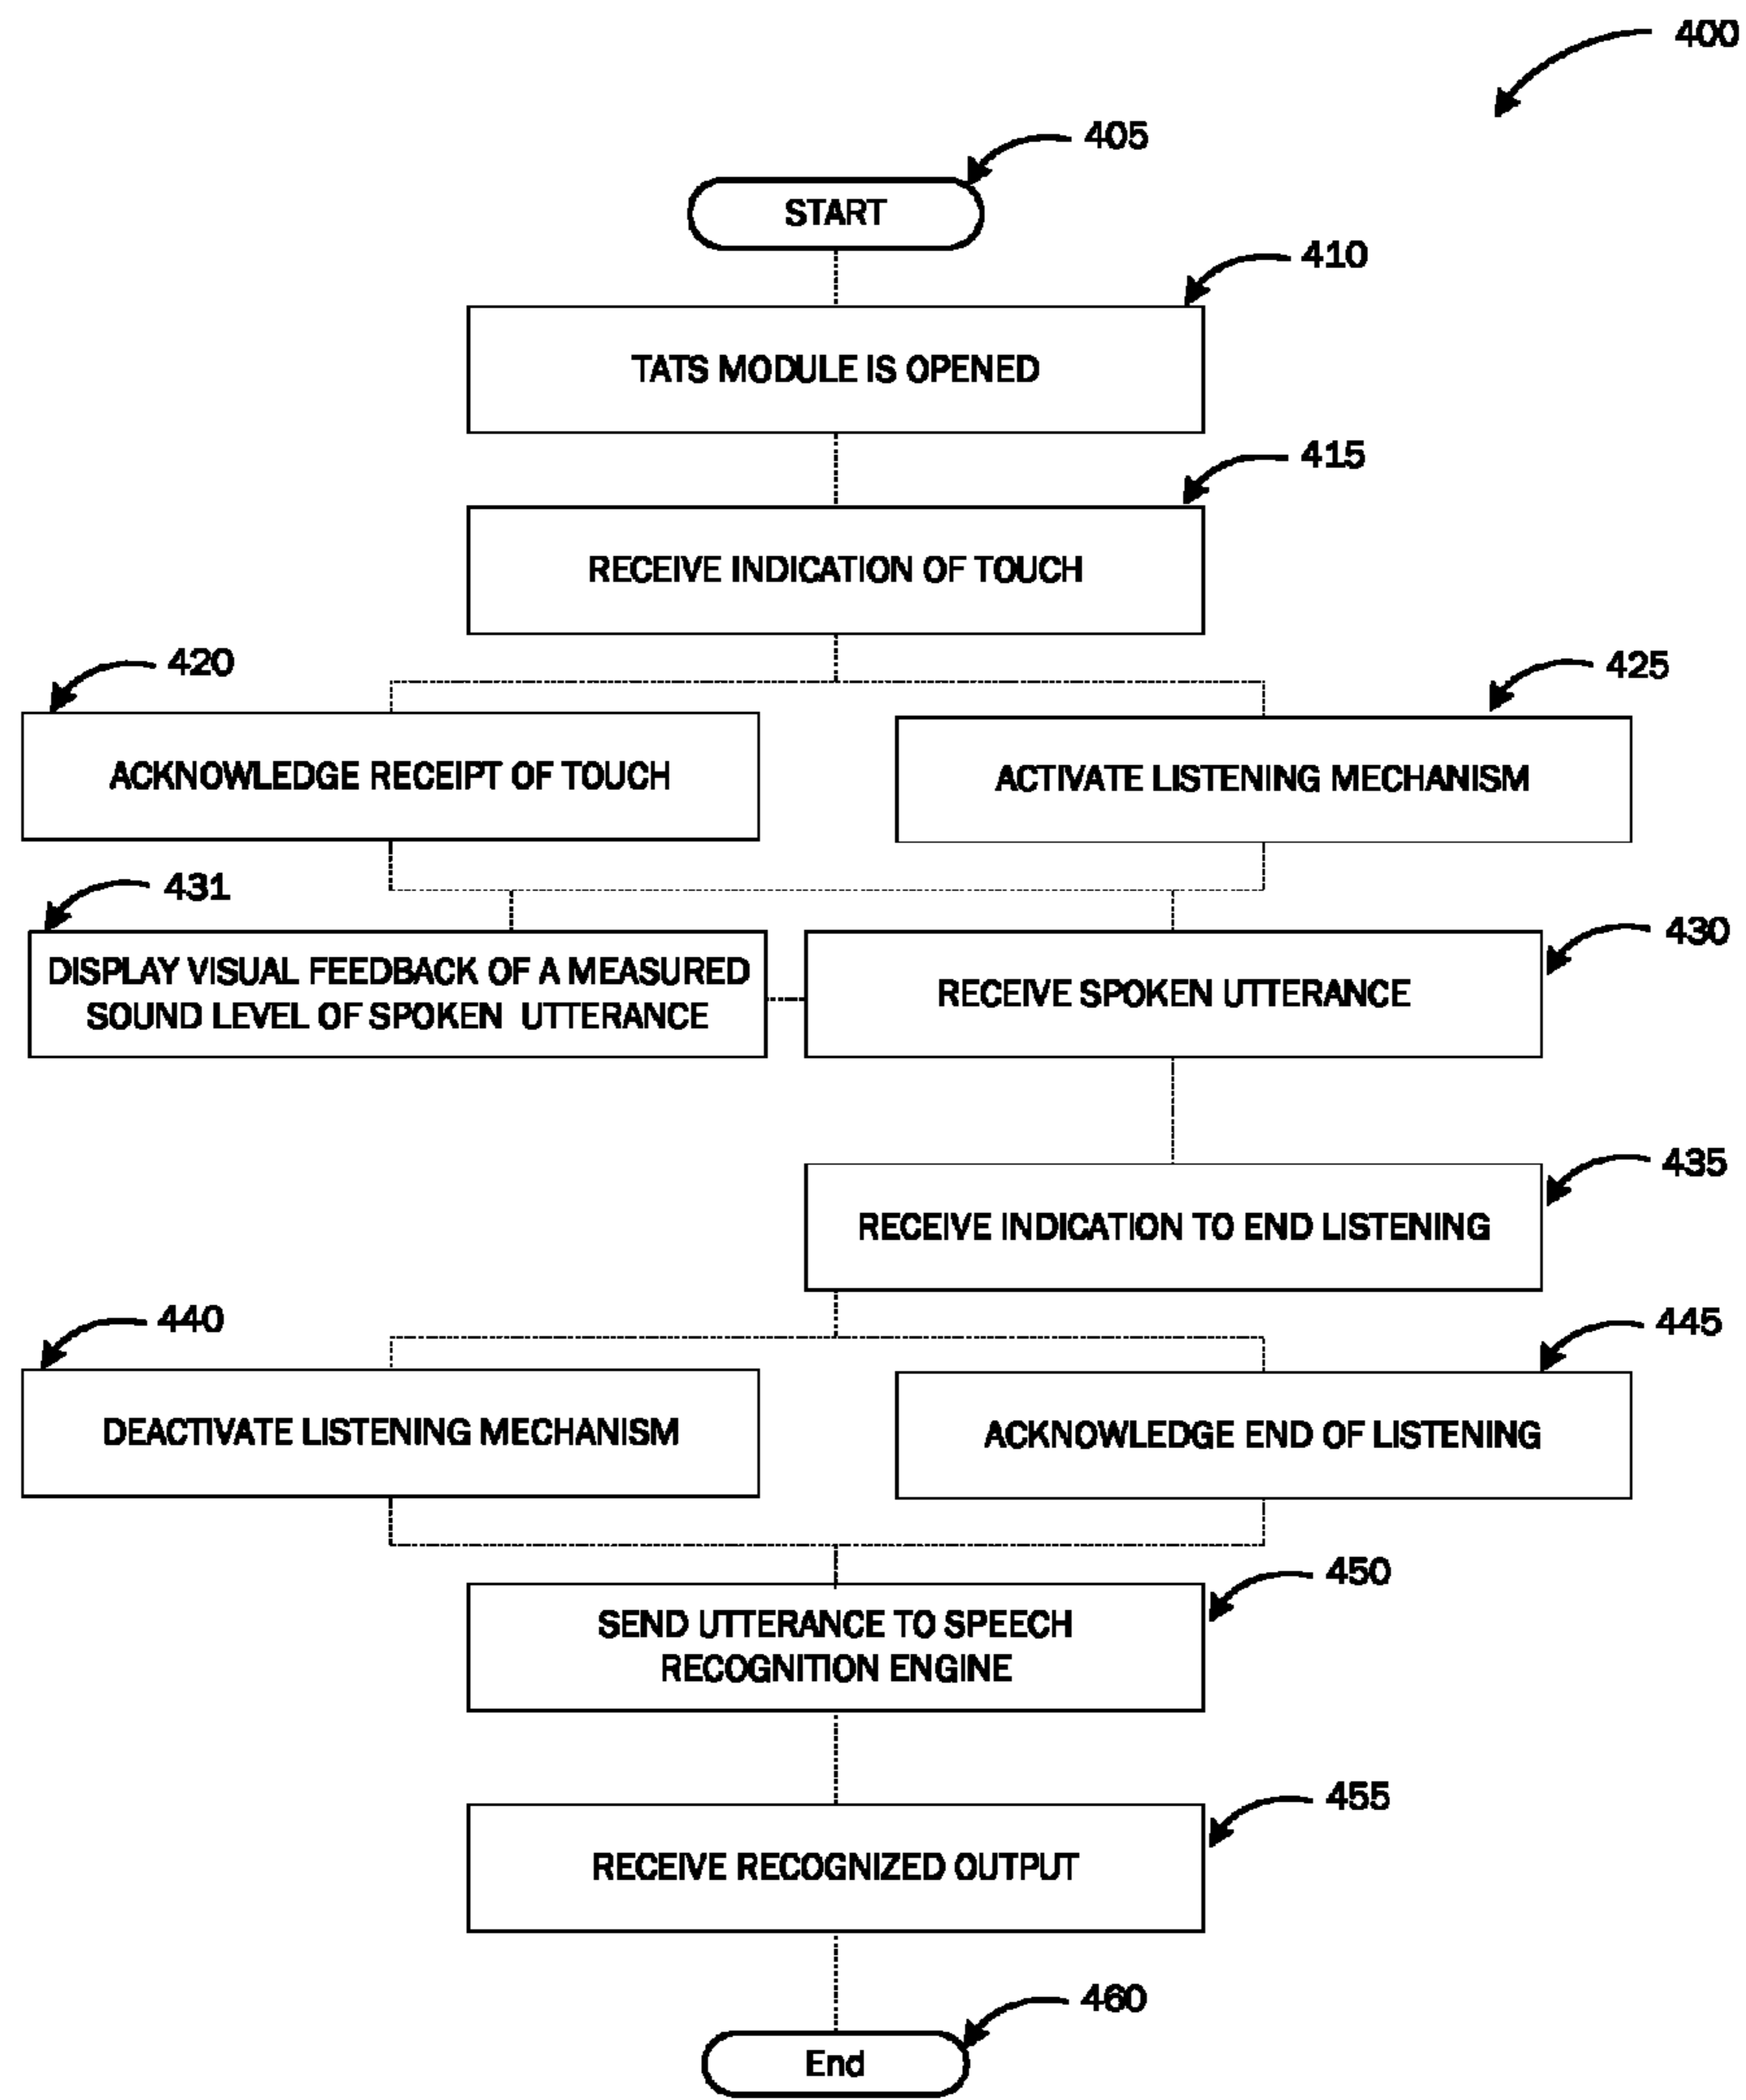 400
405
START
410
TATS MODULE IS OPENED
415
RECEIVE INDICATION OF TOUCH
420
425
ACKNOWLEDGE RECEIPT OF TOUCH
ACTIVATE LISTENING MECHANISM
431
430
DISPLAY VISUAL FEEDBACK OF A MEASURED
SOUND LEVEL OF SPOKEN UTTERANCE
RECEIVE SPOKEN UTTERANCE
435
RECEIVE INDICATION TO END LISTENING
440
445
DEACTIVATE LISTENING MECHANISM
ACKNOWLEDGE END OF LISTENING
450
SEND UTTERANCE TO SPEECH
RECOGNITION ENGINE
455
RECEIVE RECOGNIZED OUTPUT
460
End